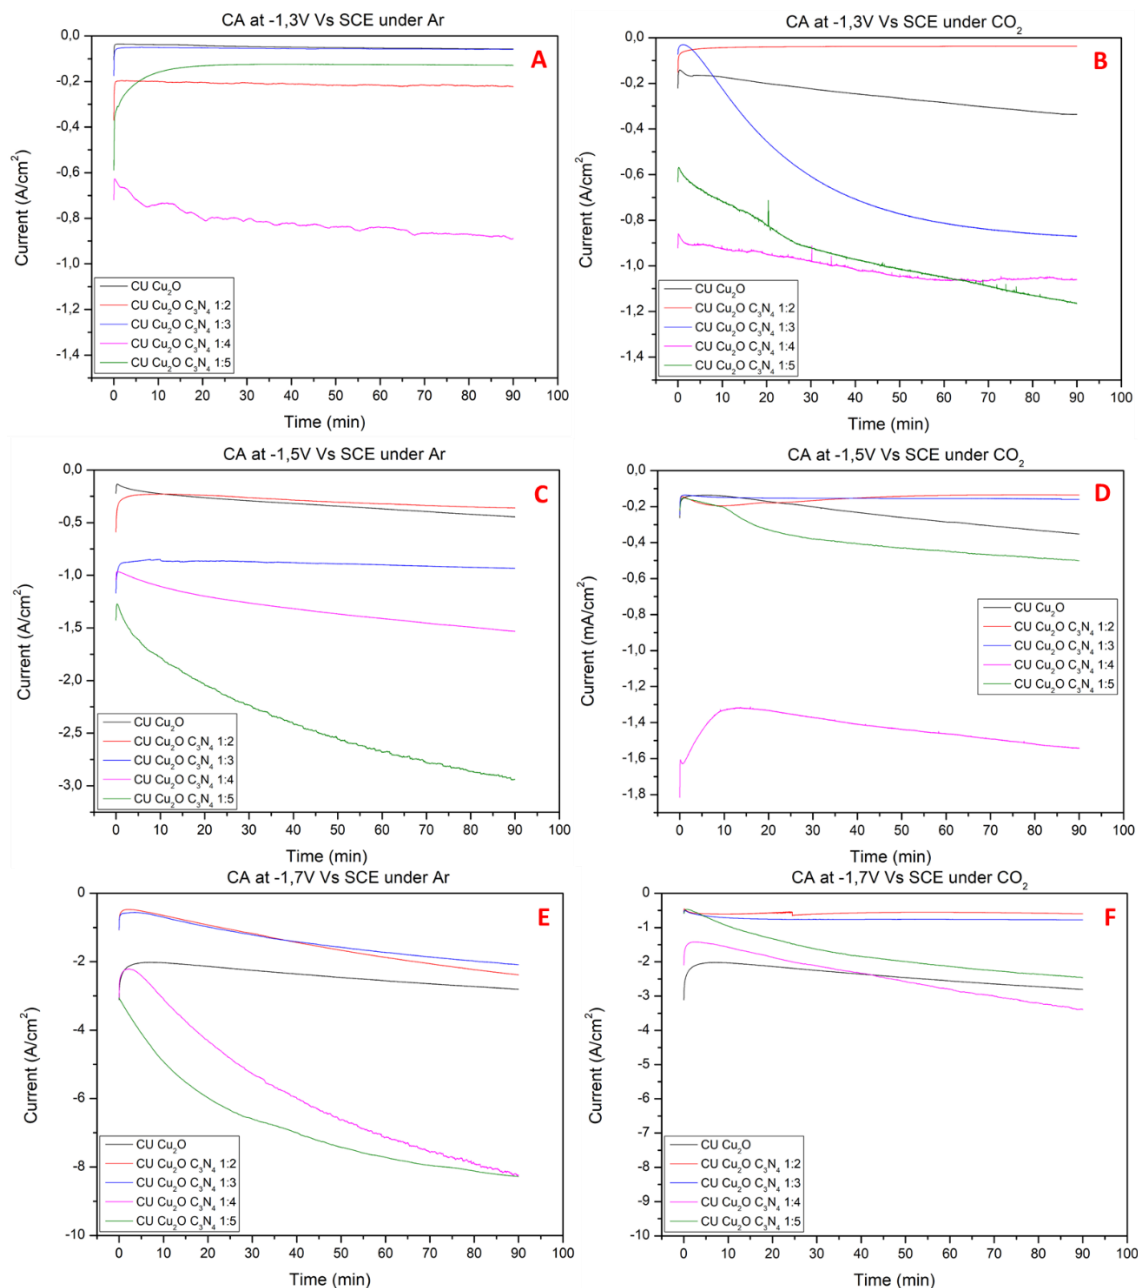 CA at -1,3V Vs SCE under Ar
A
0,0
-0,2
-0,4
-0,6
-0,8
-1,0
-1,2
-1,4
Current (A/cm²)
CU Cu₂O
CU Cu₂O C₃N₄ 1:2
CU Cu₂O C₃N₄ 1:3
CU Cu₂O C₃N₄ 1:4
CU Cu₂O C₃N₄ 1:5
0 10 20 30 40 50 60 70 80 90 100
Time (min)
CA at -1,3V Vs SCE under CO₂
B
0,0
-0,2
-0,4
-0,6
-0,8
-1,0
-1,2
-1,4
-1,6
Current (A/cm²)
CU Cu₂O
CU Cu₂O C₃N₄ 1:2
CU Cu₂O C₃N₄ 1:3
CU Cu₂O C₃N₄ 1:4
CU Cu₂O C₃N₄ 1:5
0 10 20 30 40 50 60 70 80 90 100
Time (min)
CA at -1,5V Vs SCE under Ar
C
0,0
-0,5
-1,0
-1,5
-2,0
-2,5
-3,0
Current (A/cm²)
CU Cu₂O
CU Cu₂O C₃N₄ 1:2
CU Cu₂O C₃N₄ 1:3
CU Cu₂O C₃N₄ 1:4
CU Cu₂O C₃N₄ 1:5
0 10 20 30 40 50 60 70 80 90 100
Time (min)
CA at -1,5V Vs SCE under CO₂
D
0,0
-0,2
-0,4
-0,6
-0,8
-1,0
-1,2
-1,4
-1,6
-1,8
Current (mA/cm²)
CU Cu₂O
CU Cu₂O C₃N₄ 1:2
CU Cu₂O C₃N₄ 1:3
CU Cu₂O C₃N₄ 1:4
CU Cu₂O C₃N₄ 1:5
0 10 20 30 40 50 60 70 80 90 100
Time (min)
CA at -1,7V Vs SCE under Ar
E
0
-2
-4
-6
-8
-10
Current (A/cm²)
CU Cu₂O
CU Cu₂O C₃N₄ 1:2
CU Cu₂O C₃N₄ 1:3
CU Cu₂O C₃N₄ 1:4
CU Cu₂O C₃N₄ 1:5
0 10 20 30 40 50 60 70 80 90 100
Time (min)
CA at -1,7V Vs SCE under CO₂
F
0
-1
-2
-3
-4
-5
-6
-7
-8
-9
-10
Current (A/cm²)
CU Cu₂O
CU Cu₂O C₃N₄ 1:2
CU Cu₂O C₃N₄ 1:3
CU Cu₂O C₃N₄ 1:4
CU Cu₂O C₃N₄ 1:5
0 10 20 30 40 50 60 70 80 90 100
Time (min)